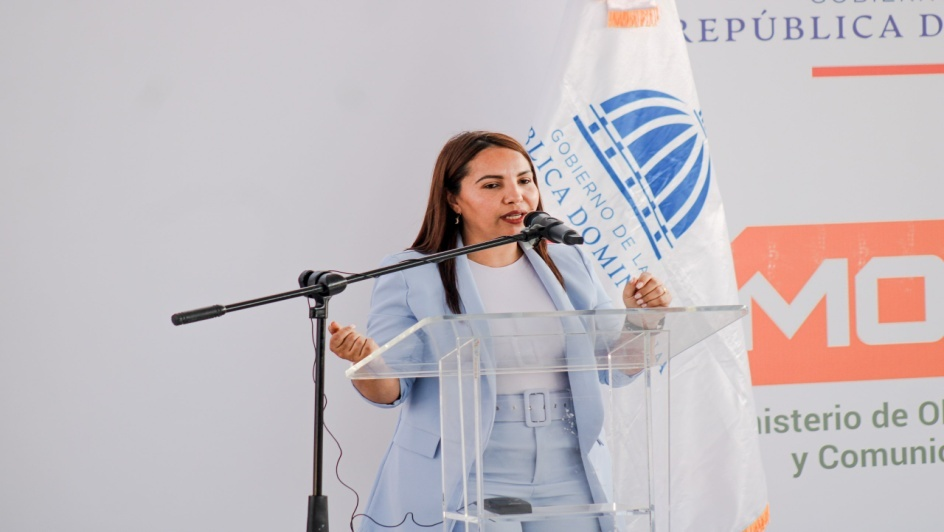 REPÚBLICA D
GOBIERNO DE LA
BLICA DOMIN
MO
nisterio de O
y Comunic